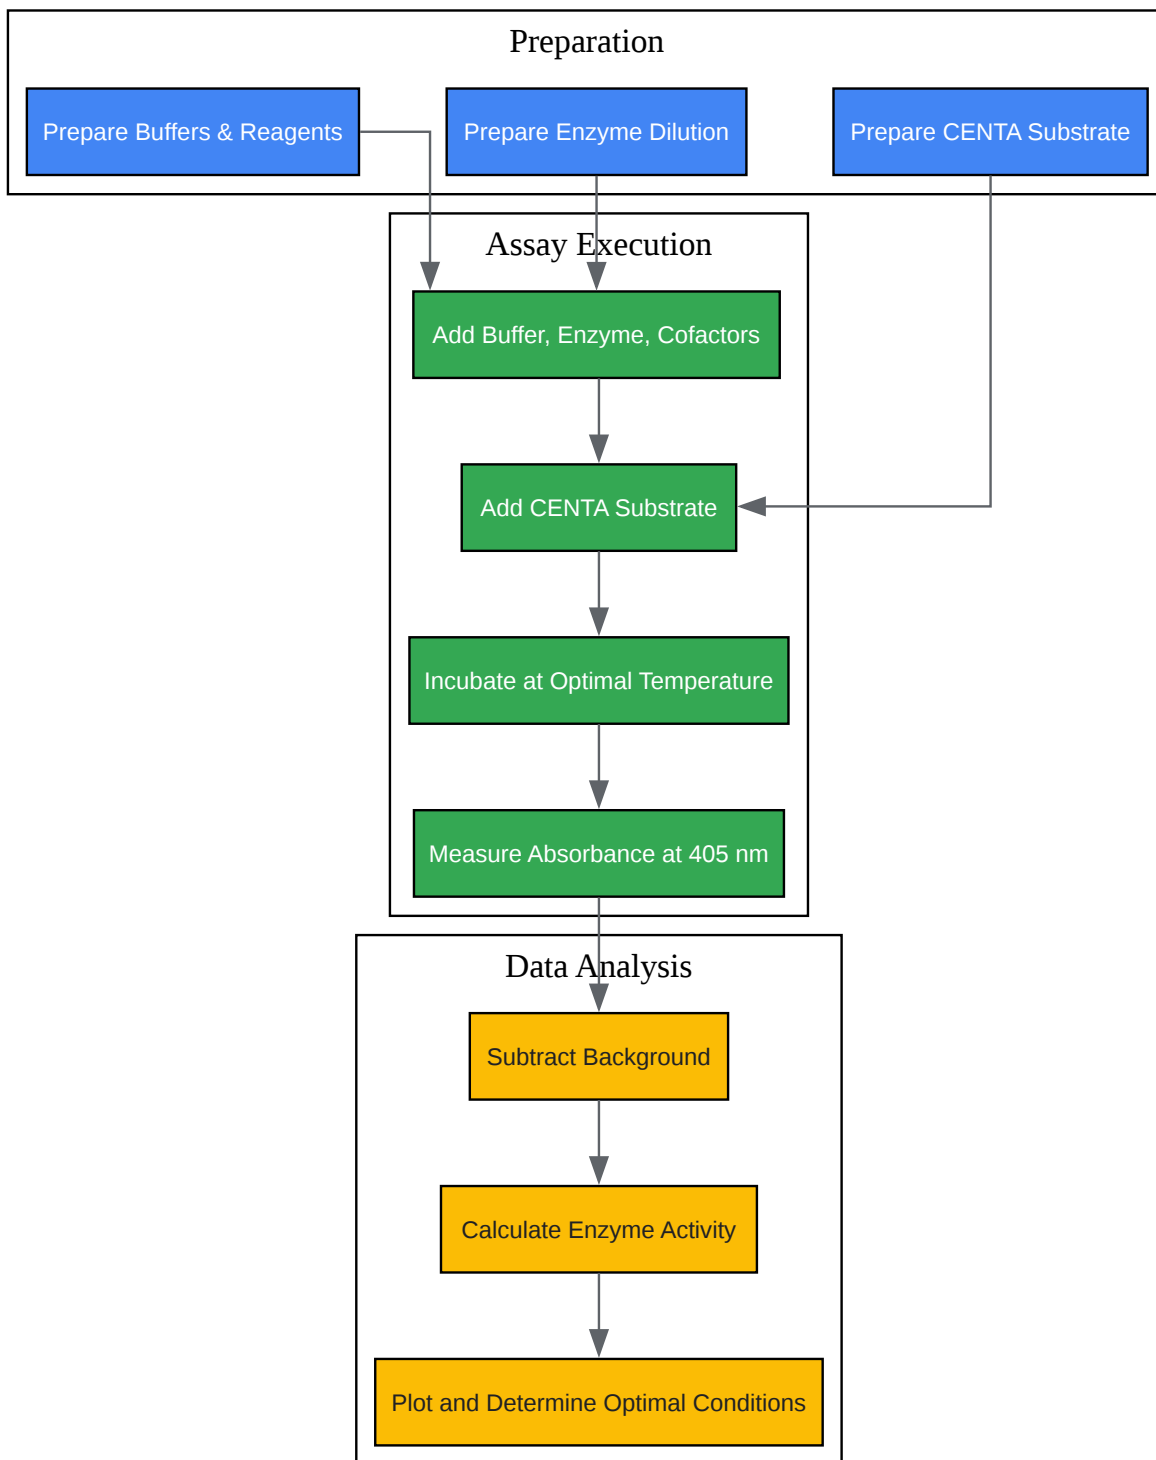 Preparation
Prepare Buffers & Reagents
Prepare Enzyme Dilution
Prepare CENTA Substrate
Assay Execution
Add Buffer, Enzyme, Cofactors
Add CENTA Substrate
Incubate at Optimal Temperature
Measure Absorbance at 405 nm
Data Analysis
Subtract Background
Calculate Enzyme Activity
Plot and Determine Optimal Conditions